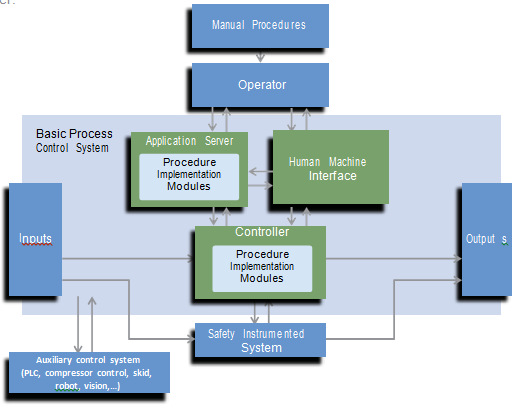 er.
Manual Procedures
Operator
Basic Process
Control System
Application Server
Procedure
Implementation
Modules
Human Machine
Interface
Inputs
Controller
Procedure
Implementation
Modules
Output s
Safety Instrumented
System
Auxiliary control system
(PLC, compressor control, skid,
robot, vision,...)